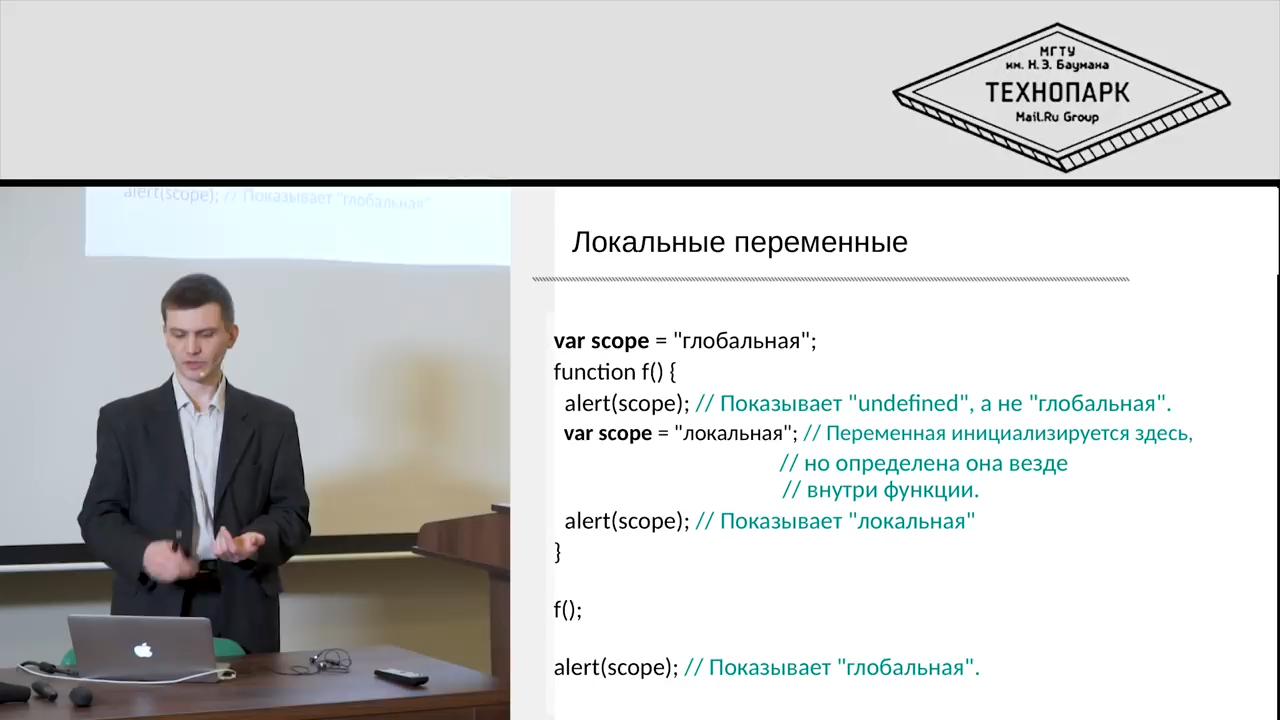 МГТУ
им. Н. Э. Баумана
ТЕХНОПАРК
Mail.Ru Group
alert(scope); // Показывает "глобальная"
Локальные переменные
var scope = "глобальная";
function f() {
alert(scope); // Показывает "undefined", а не "глобальная".
var scope = "локальная"; // Переменная инициализируется здесь,
// но определена она везде
// внутри функции.
alert(scope); // Показывает "локальная"
}
f();
alert(scope); // Показывает "глобальная".